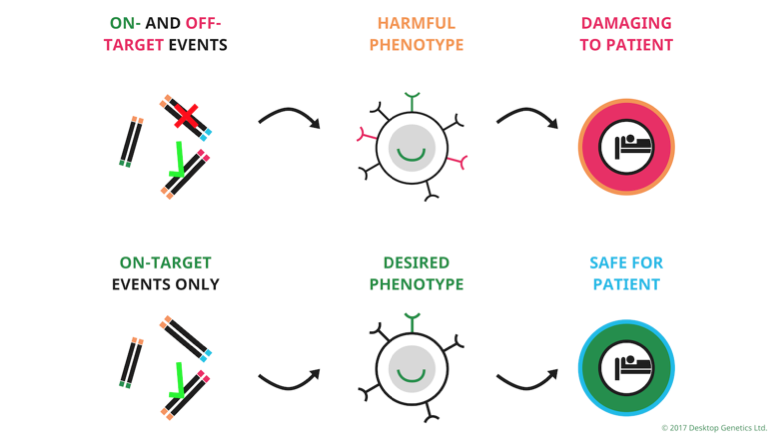 ON- AND OFF-
TARGET EVENTS
HARMFUL
PHENOTYPE
DAMAGING
TO PATIENT
ON-TARGET
EVENTS ONLY
DESIRED
PHENOTYPE
SAFE FOR
PATIENT
© 2017 Desktop Genetics Ltd.